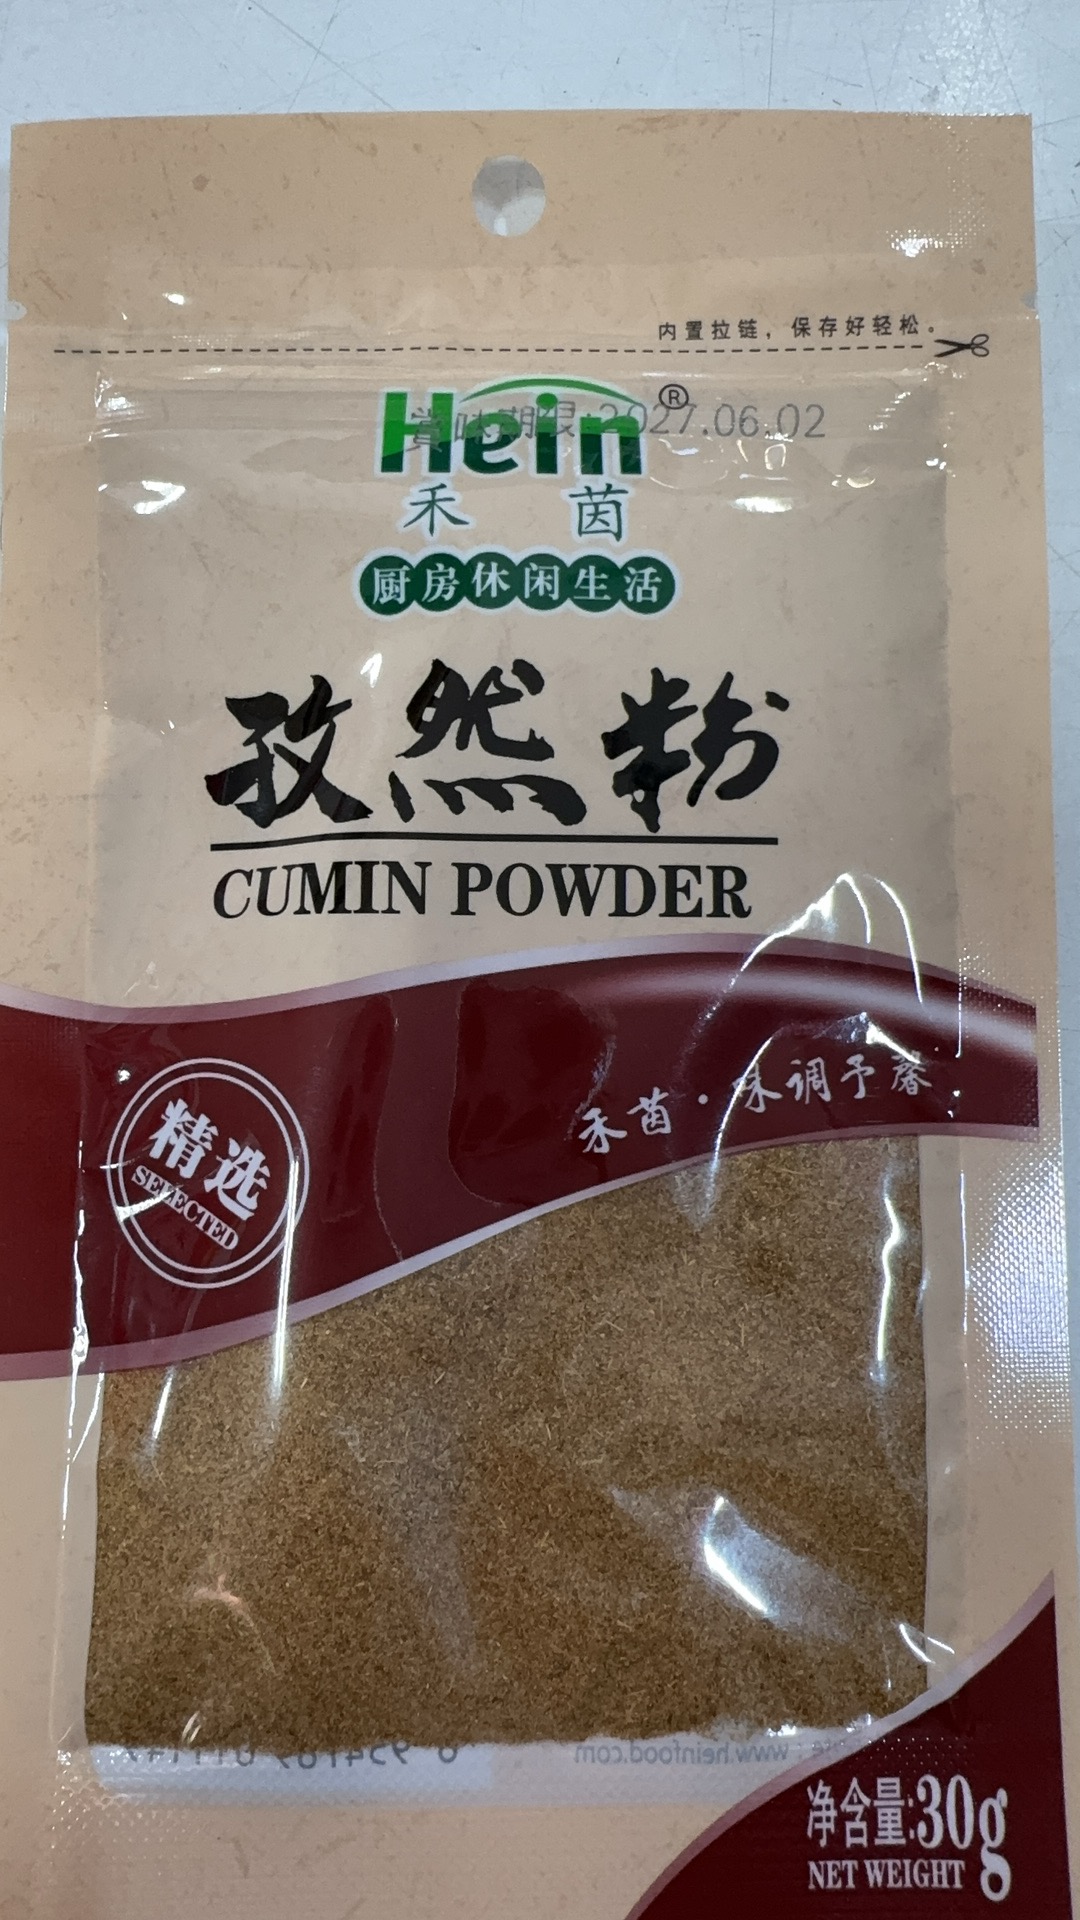 内置拉链，保存好轻松。
Hein®
賞味期限:2027.06.02
禾茵
厨房休闲生活
孜然粉
CUMIN POWDER
禾茵·味调予馨
精选
SELECTED
www.heinfood.com
净含量:30g
NET WEIGHT